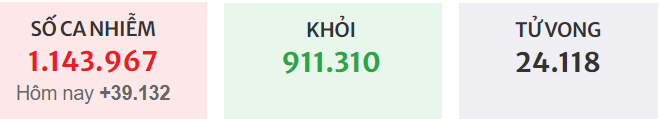 SỐ CA NHIỄM
1.143.967
Hôm nay +39.132
KHỎI
911.310
TỬ VONG
24.118